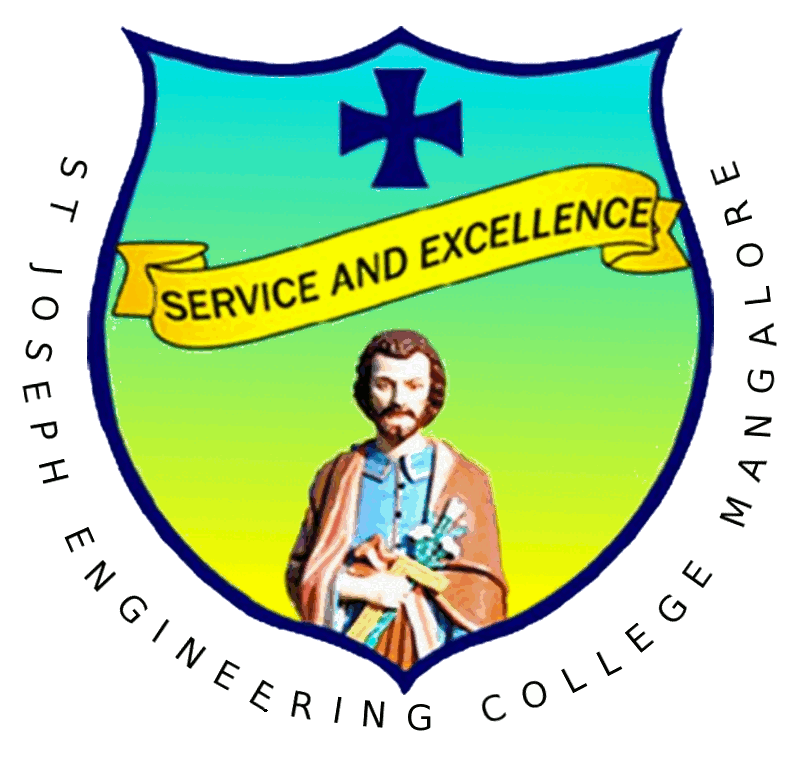 SERVICE AND EXCELLENCE
ST JOSEPH ENGINEERING COLLEGE MANGALORE